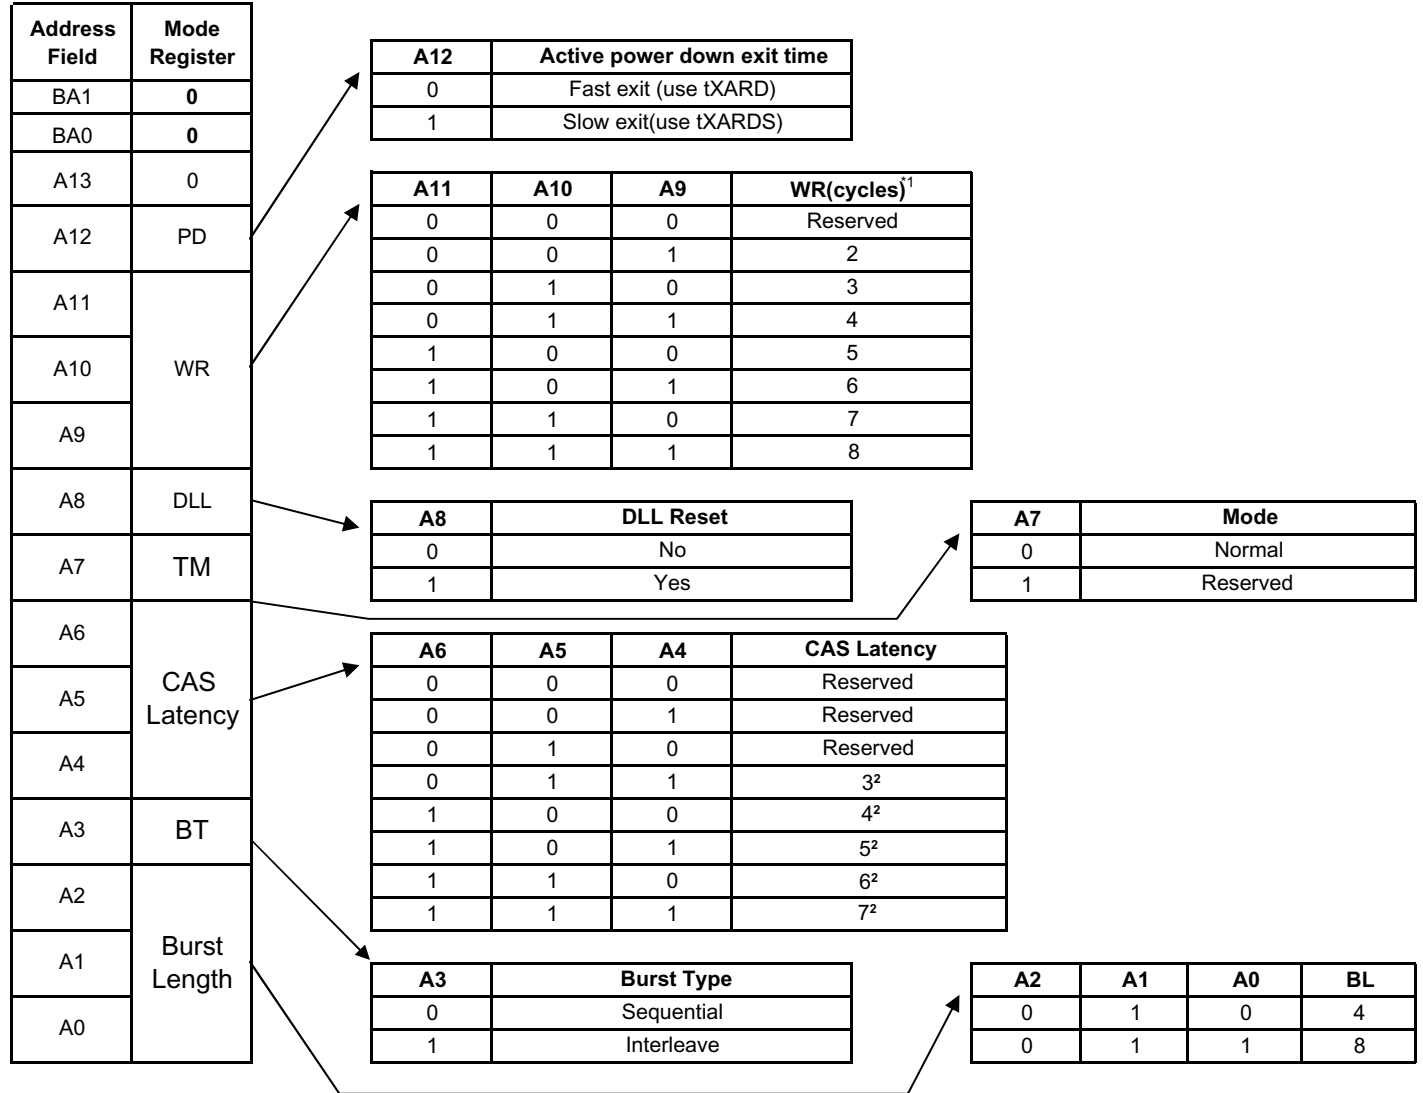 Address Field Mode Register
BA1 0
BA0 0
A13 0
A12 PD
A11
A10 WR
A9
A8 DLL
A7 TM
A6
A5 CAS Latency
A4
A3 BT
A2
A1 Burst Length
A0
A12 Active power down exit time
0 Fast exit (use tXARD)
1 Slow exit(use tXARDS)
A11 A10 A9 WR(cycles)*1
0 0 0 Reserved
0 0 1 2
0 1 0 3
0 1 1 4
1 0 0 5
1 0 1 6
1 1 0 7
1 1 1 8
A8 DLL Reset
0 No
1 Yes
A7 Mode
0 Normal
1 Reserved
A6 A5 A4 CAS Latency
0 0 0 Reserved
0 0 1 Reserved
0 1 0 Reserved
0 1 1 3²
1 0 0 4²
1 0 1 5²
1 1 0 6²
1 1 1 7²
A3 Burst Type
0 Sequential
1 Interleave
A2 A1 A0 BL
0 1 0 4
0 1 1 8